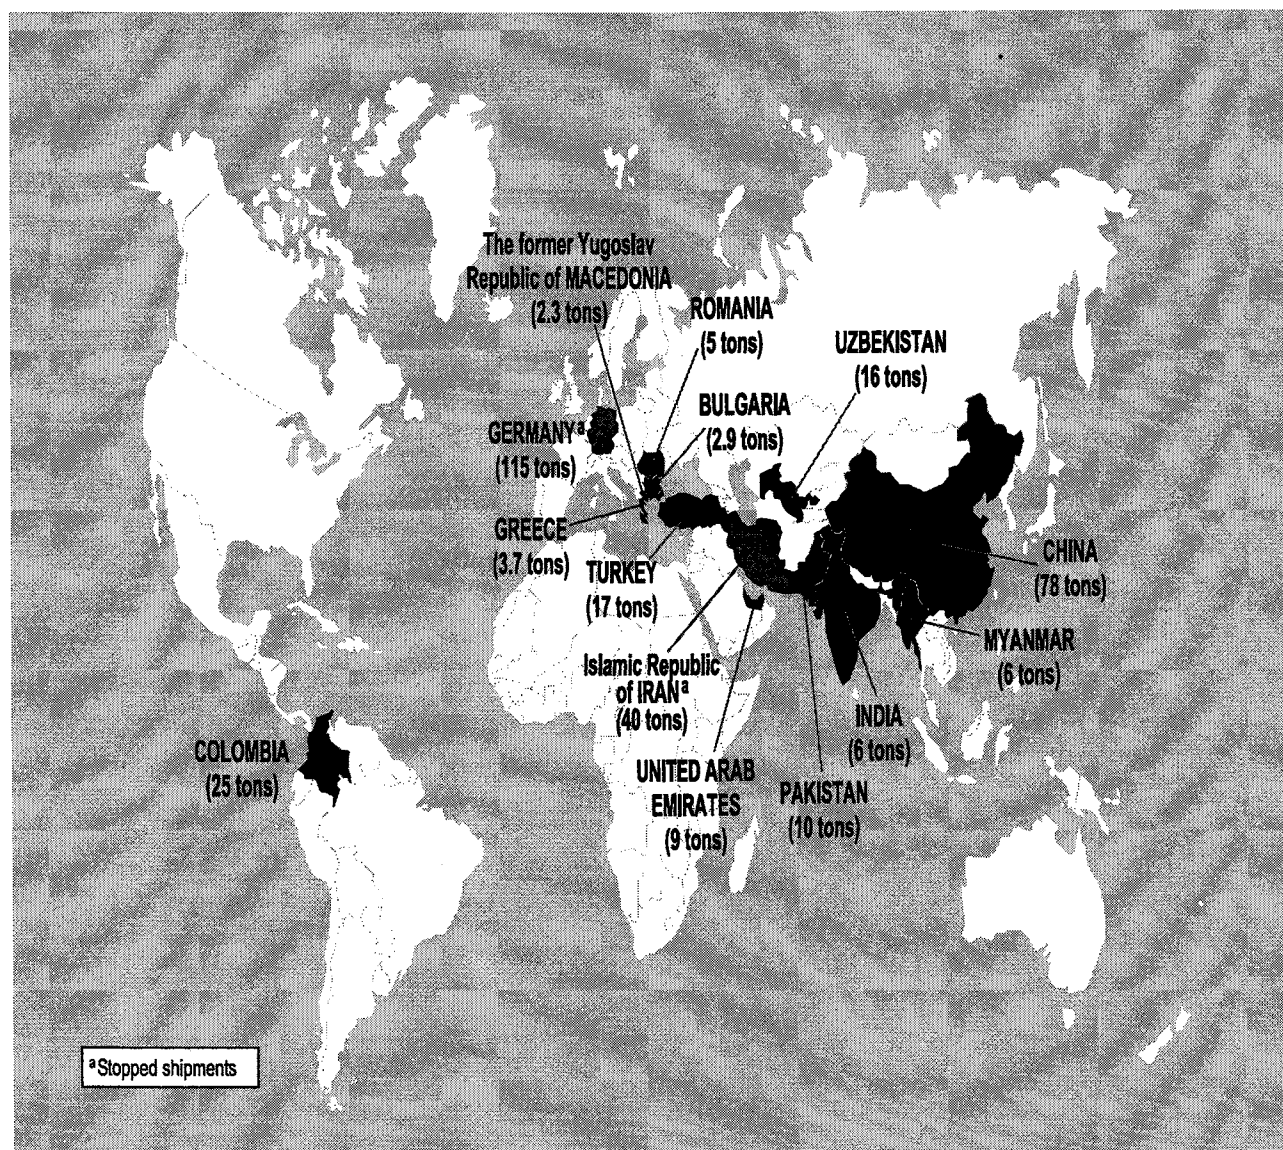 The former Yugoslav
Republic of MACEDONIA
(2.3 tons)
ROMANIA
(5 tons)
UZBEKISTAN
(16 tons)
BULGARIA
(2.9 tons)
GERMANYᵃ
(115 tons)
GREECE
(3.7 tons)
TURKEY
(17 tons)
CHINA
(78 tons)
MYANMAR
(6 tons)
Islamic Republic
of IRANᵃ
(40 tons)
INDIA
(6 tons)
COLOMBIA
(25 tons)
UNITED ARAB
EMIRATES
(9 tons)
PAKISTAN
(10 tons)
ᵃStopped shipments